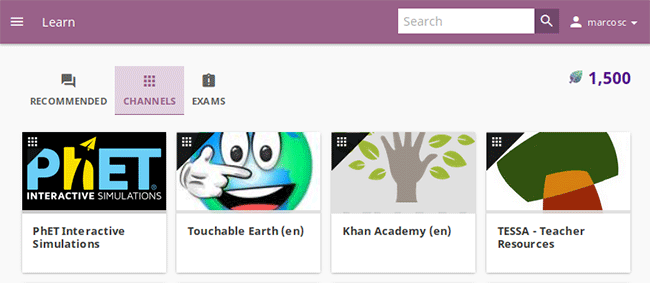 Learn
Search
marcosc
1,500
RECOMMENDED
CHANNELS
EXAMS
PhET
INTERACTIVE SIMULATIONS®
PhET Interactive
Simulations
Touchable Earth (en)
Khan Academy (en)
TESSA - Teacher
Resources